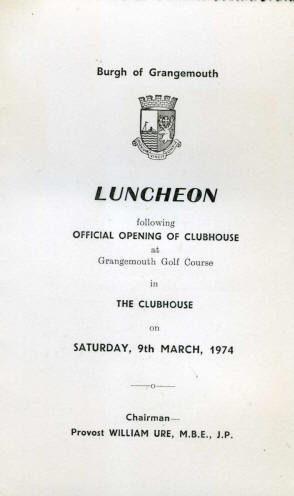 Burgh of Grangemouth
LUNCHEON
following
OFFICIAL OPENING OF CLUBHOUSE
at
Grangemouth Golf Course
in
THE CLUBHOUSE
on
SATURDAY, 9th MARCH, 1974
Chairman—
Provost WILLIAM URE, M.B.E., J.P.